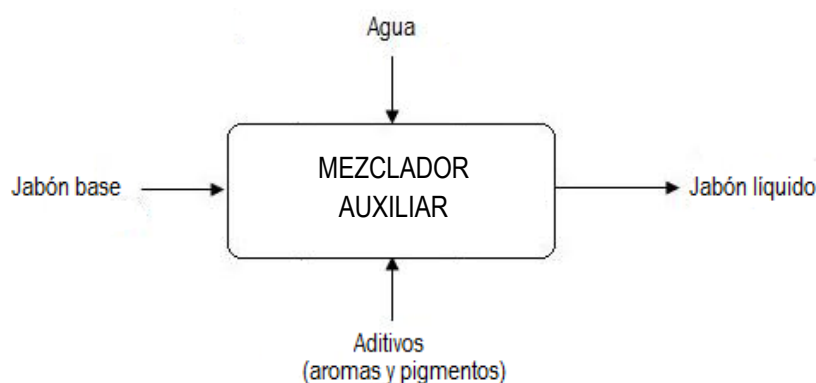 Agua
Jabón base
MEZCLADOR
AUXILIAR
Jabón líquido
Aditivos
(aromas y pigmentos)